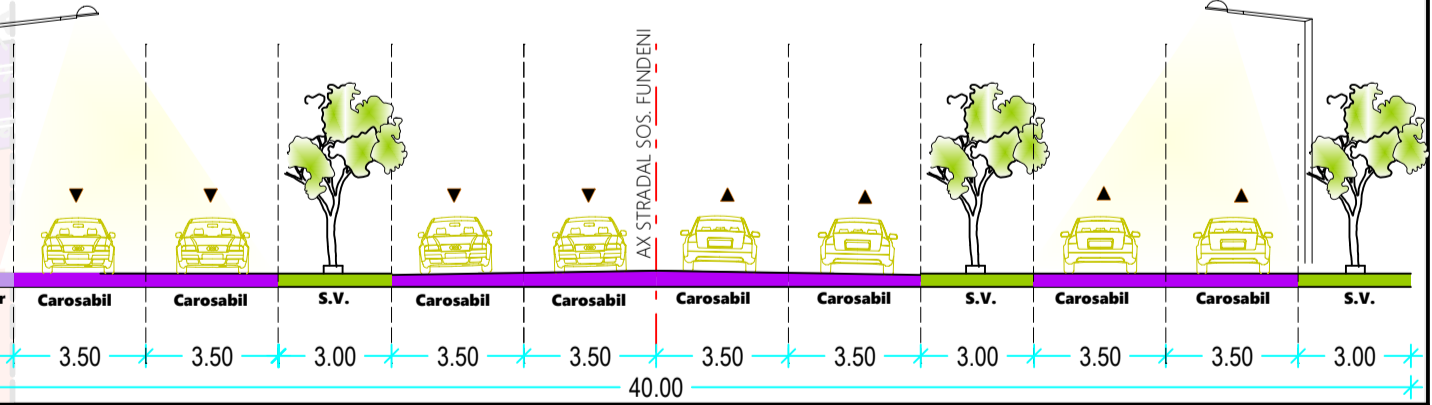 AX STRADAL SOS. FUNDENI
r Carosabil Carosabil S.V. Carosabil Carosabil Carosabil Carosabil S.V. Carosabil Carosabil S.V.
3.50 3.50 3.00 3.50 3.50 3.50 3.50 3.00 3.50 3.50 3.00
40.00